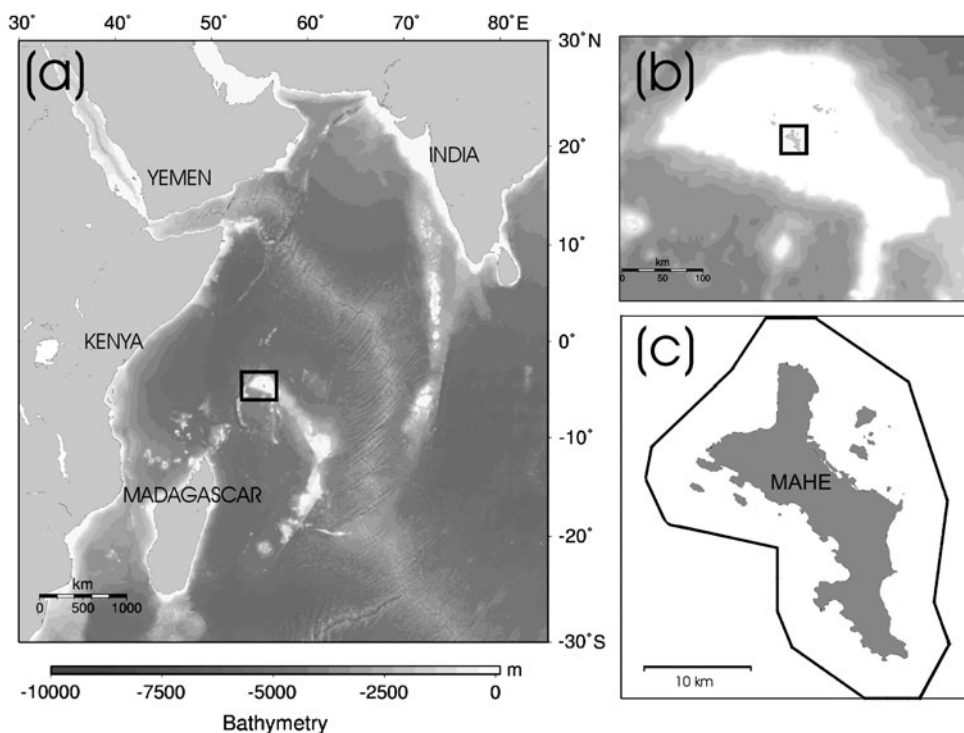 30° 40° 50° 60° 70° 80°E
30°N
(a)
INDIA
20°
YEMEN
10°
KENYA
0°
-10°
MADAGASCAR
-20°
km
0 500 1000
-30°S
m
-10000 -7500 -5000 -2500 0
Bathymetry
(b)
km
0 50 100
(c)
MAHE
10 km